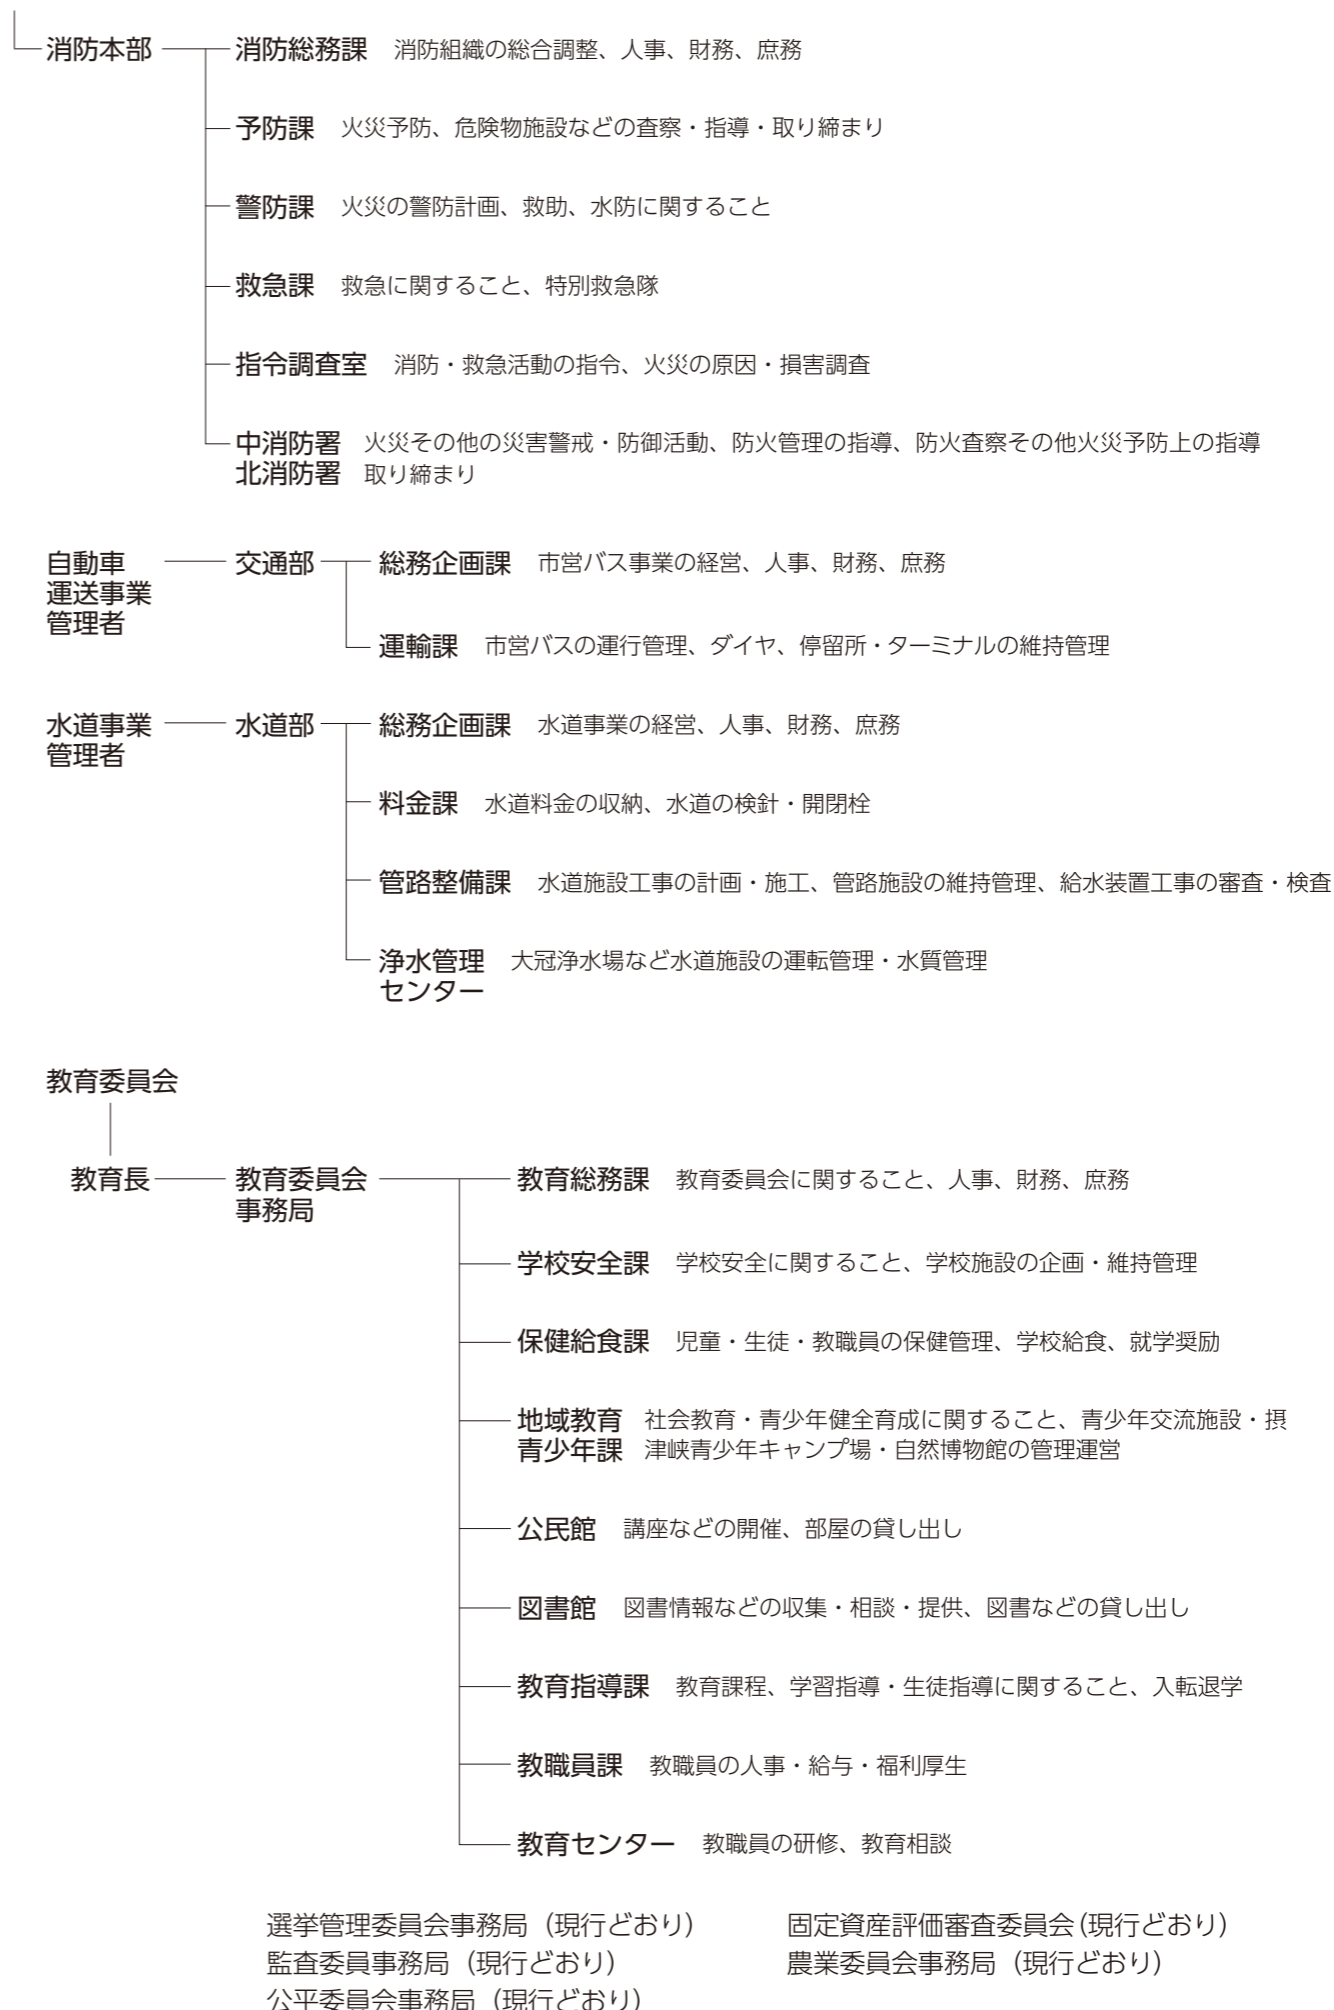 消防本部 消防総務課 消防組織の総合調整、人事、財務、庶務
予防課 火災予防、危険物施設などの査察・指導・取り締まり
警防課 火災の警防計画、救助、水防に関すること
救急課 救急に関すること、特別救急隊
指令調査室 消防・救急活動の指令、火災の原因・損害調査
中消防署 火災その他の災害警戒・防御活動、防火管理の指導、防火査察その他火災予防上の指導
北消防署 取り締まり
自動車 交通部 総務企画課 市営バス事業の経営、人事、財務、庶務
運送事業
管理者
運輸課 市営バスの運行管理、ダイヤ、停留所・ターミナルの維持管理
水道事業 水道部 総務企画課 水道事業の経営、人事、財務、庶務
管理者
料金課 水道料金の収納、水道の検針・開閉栓
管路整備課 水道施設工事の計画・施工、管路施設の維持管理、給水装置工事の審査・検査
浄水管理 大冠浄水場など水道施設の運転管理・水質管理
センター
教育委員会
教育長 教育委員会 教育総務課 教育委員会に関すること、人事、財務、庶務
事務局
学校安全課 学校安全に関すること、学校施設の企画・維持管理
保健給食課 児童・生徒・教職員の保健管理、学校給食、就学奨励
地域教育 社会教育・青少年健全育成に関すること、青少年交流施設・摂
青少年課 津峡青少年キャンプ場・自然博物館の管理運営
公民館 講座などの開催、部屋の貸し出し
図書館 図書情報などの収集・相談・提供、図書などの貸し出し
教育指導課 教育課程、学習指導・生徒指導に関すること、入転退学
教職員課 教職員の人事・給与・福利厚生
教育センター 教職員の研修、教育相談
選挙管理委員会事務局（現行どおり） 固定資産評価審査委員会（現行どおり）
監査委員事務局（現行どおり） 農業委員会事務局（現行どおり）
公平委員会事務局（現行どおり）